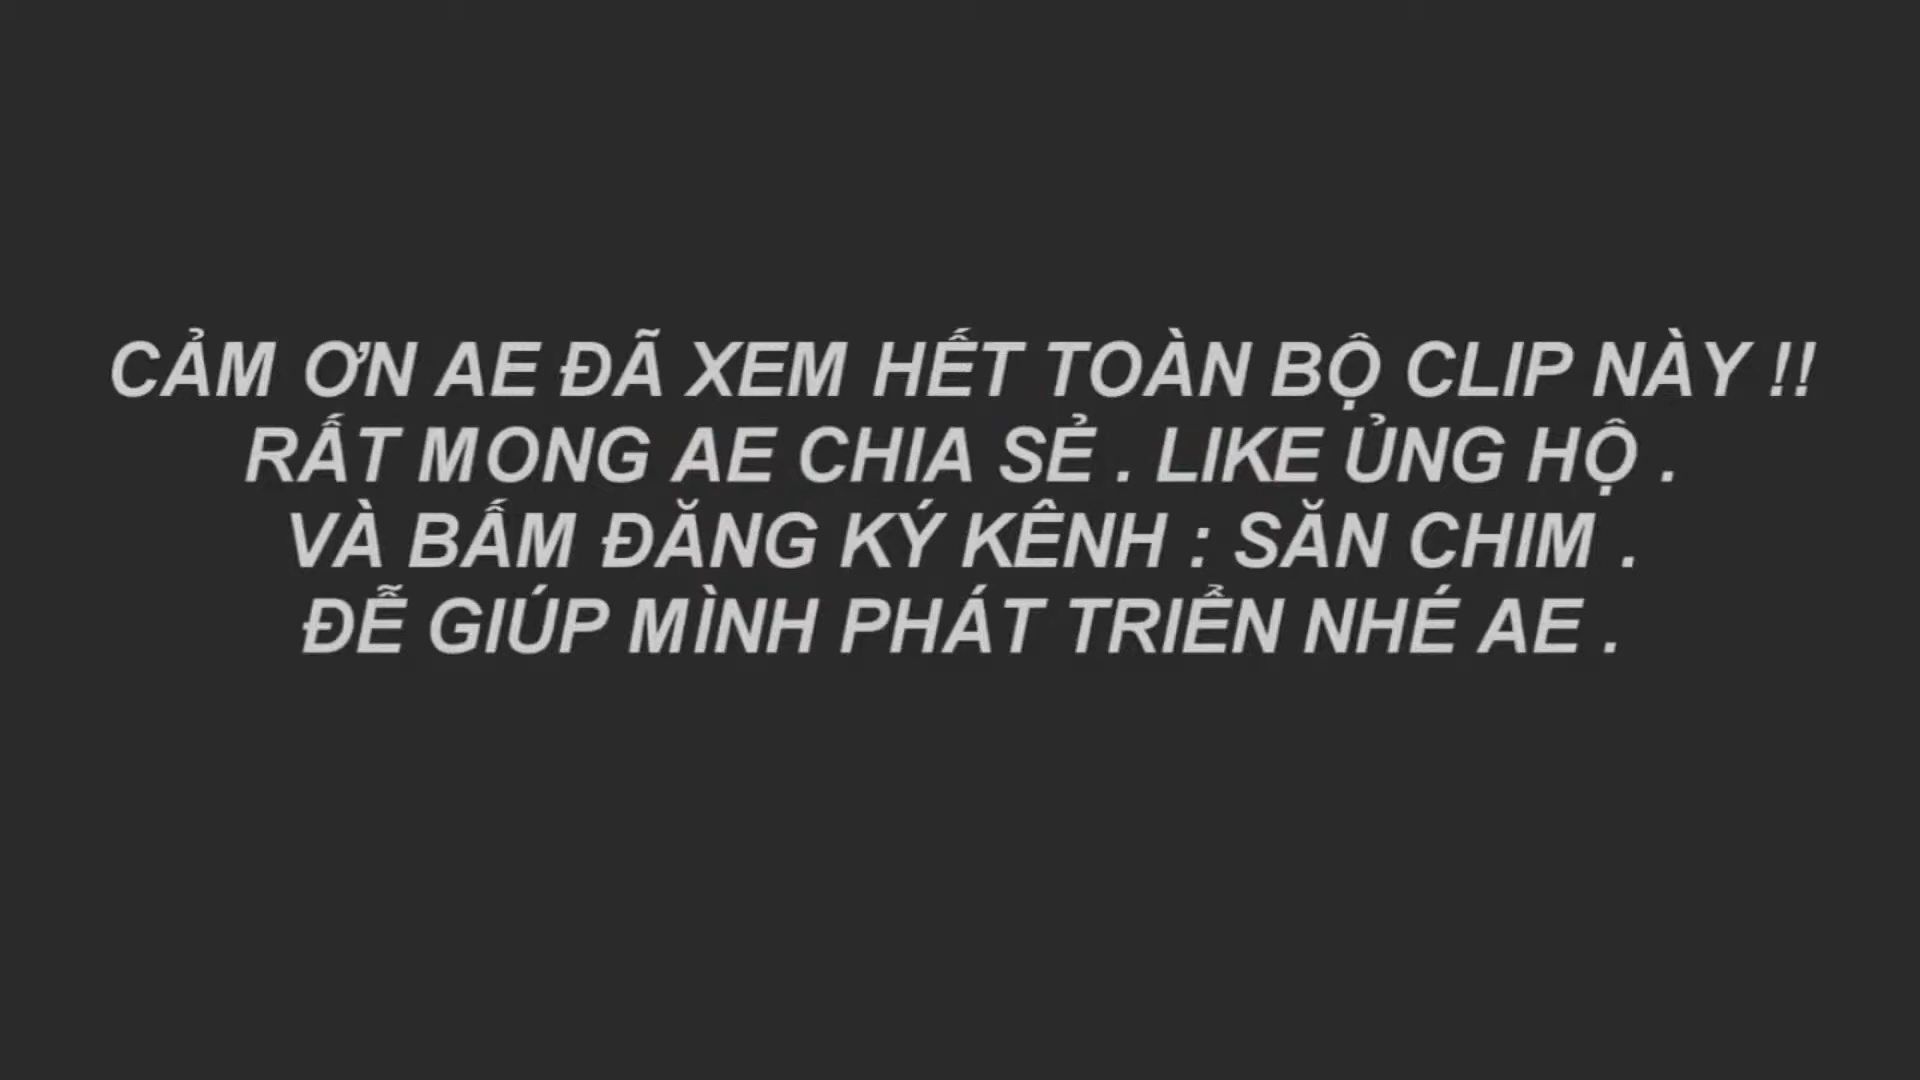 CẢM ƠN AE ĐÃ XEM HẾT TOÀN BỘ CLIP NÀY !!
RẤT MONG AE CHIA SẺ . LIKE ỦNG HỘ .
VÀ BẤM ĐĂNG KÝ KÊNH : SĂN CHIM .
ĐỄ GIÚP MÌNH PHÁT TRIỂN NHÉ AE .